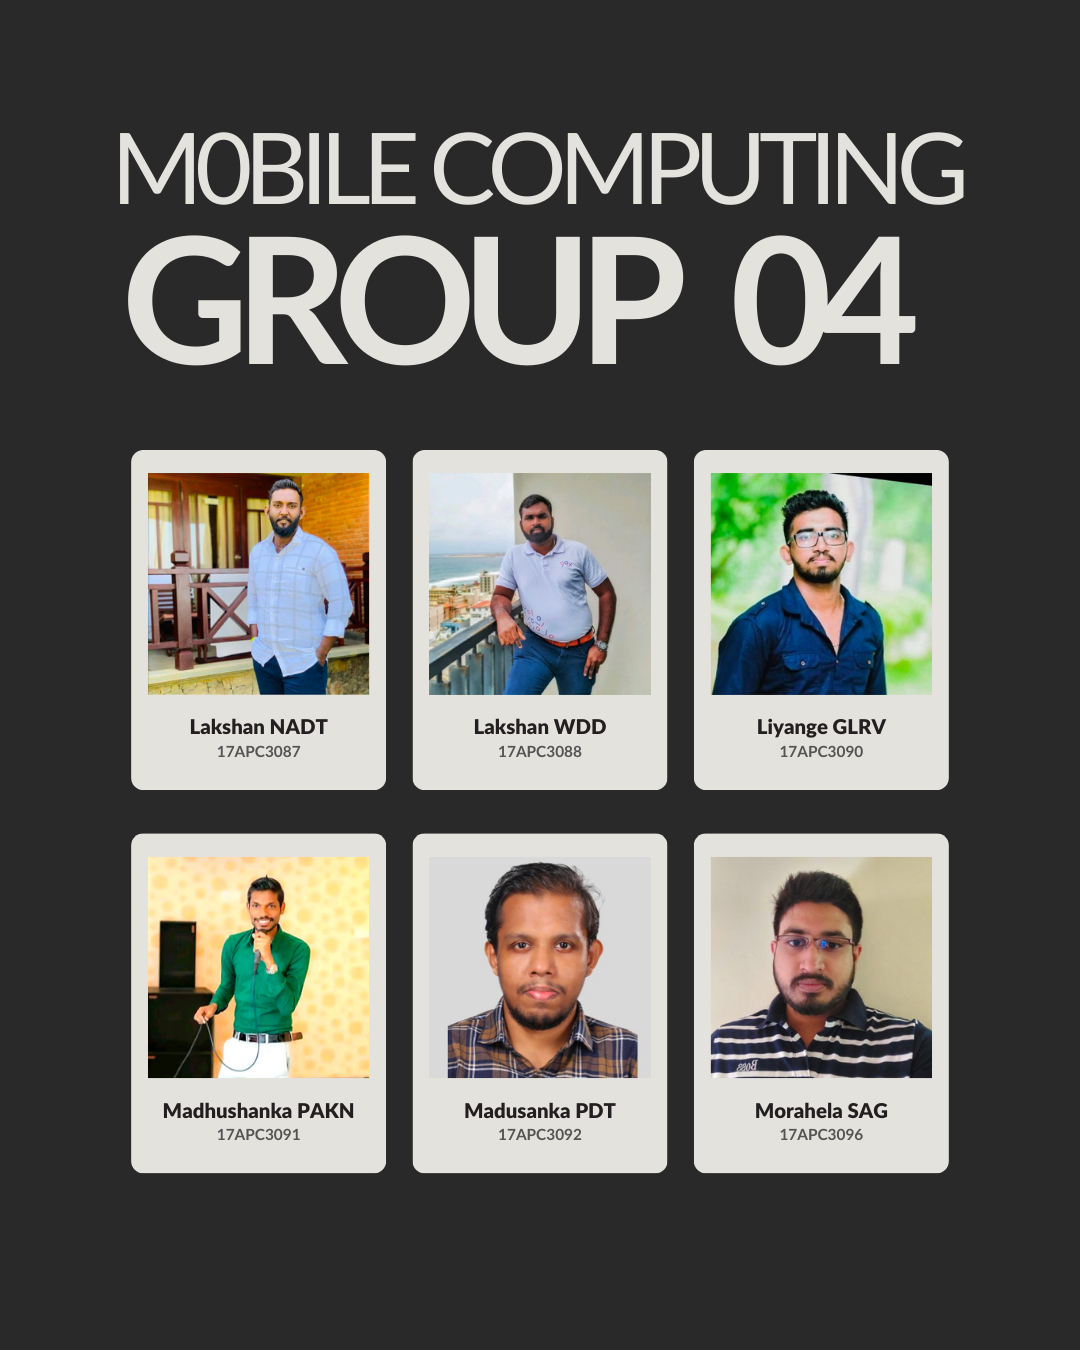 M0BILE COMPUTING
GROUP 04
Lakshan NADT
17APC3087
Lakshan WDD
17APC3088
Liyange GLRV
17APC3090
Madhushanka PAKN
17APC3091
Madusanka PDT
17APC3092
Boss
Morahela SAG
17APC3096